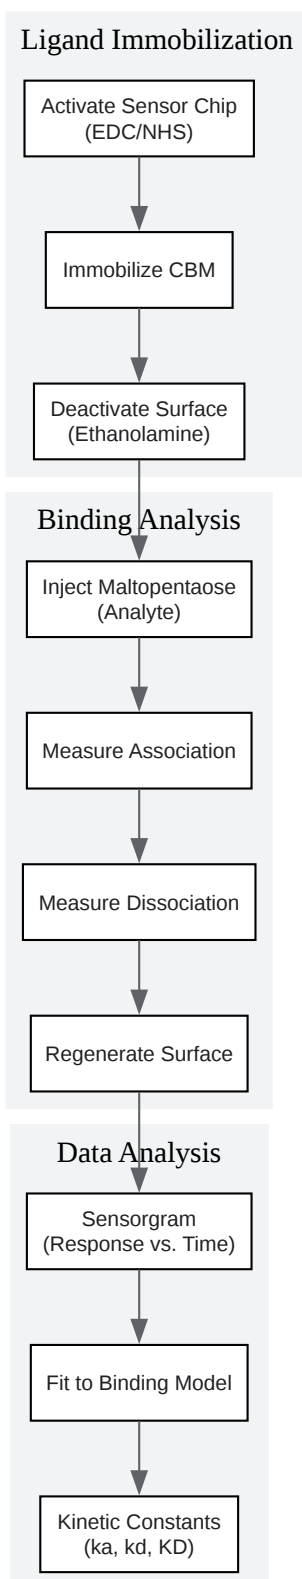 Ligand Immobilization
Activate Sensor Chip
(EDC/NHS)
Immobilize CBM
Deactivate Surface
(Ethanolamine)
Binding Analysis
Inject Maltopentaose
(Analyte)
Measure Association
Measure Dissociation
Regenerate Surface
Data Analysis
Sensorgram
(Response vs. Time)
Fit to Binding Model
Kinetic Constants
(ka, kd, KD)